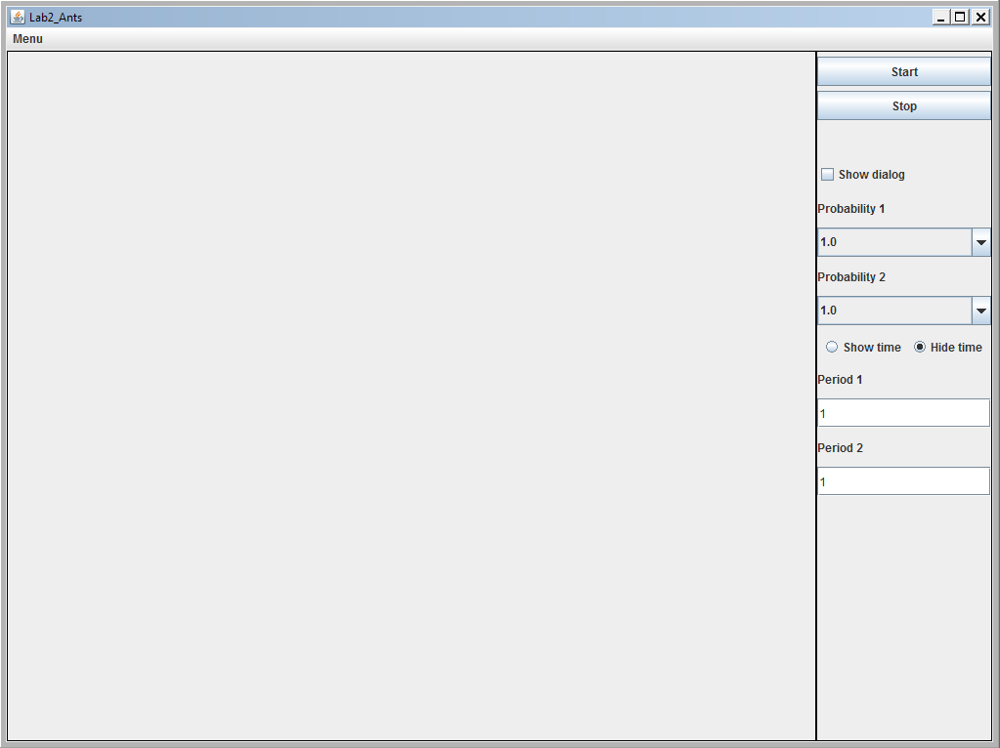 Lab2_Ants
Menu
Start
Stop
Show dialog
Probability 1
1.0
Probability 2
1.0
Show time Hide time
Period 1
1
Period 2
1